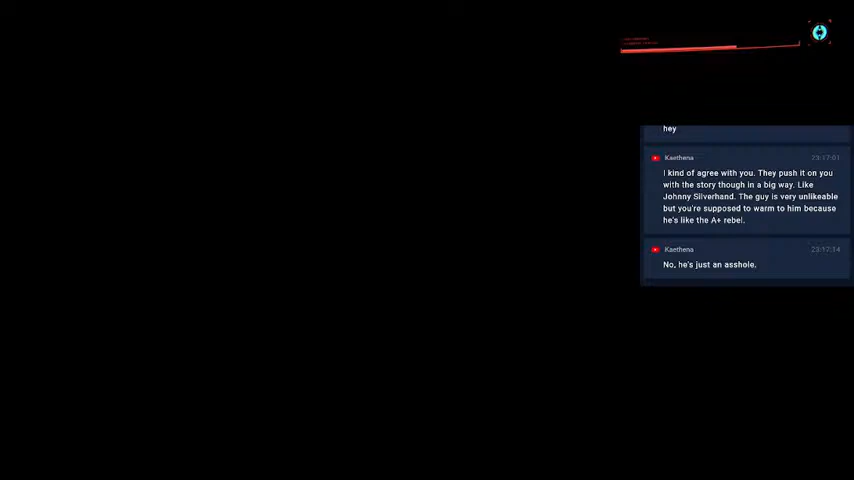 hey
Kaethena 23:17:01
I kind of agree with you. They push it on you
with the story though in a big way. Like
Johnny Silverhand. The guy is very unlikeable
but you're supposed to warm to him because
he's like the A+ rebel.
Kaethena 23:17:14
No, he's just an asshole.